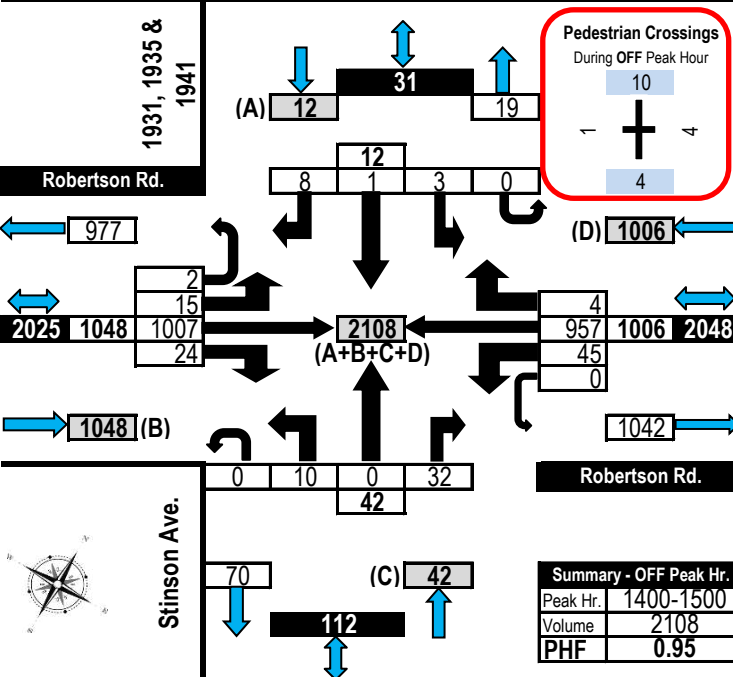 1931, 1935 &
1941
Robertson Rd.
31
(A) 12
19
12
8 1 3 0
Pedestrian Crossings
During OFF Peak Hour
10
1 4
4
977
(D) 1006
2
15
2025 1048 1007
24
2108
(A+B+C+D)
4
957 1006 2048
45
0
1048 (B)
1042
0 10 0 32
42
Robertson Rd.
Stinson Ave.
70
(C) 42
112
Summary - OFF Peak Hr.
Peak Hr. 1400-1500
Volume 2108
PHF 0.95